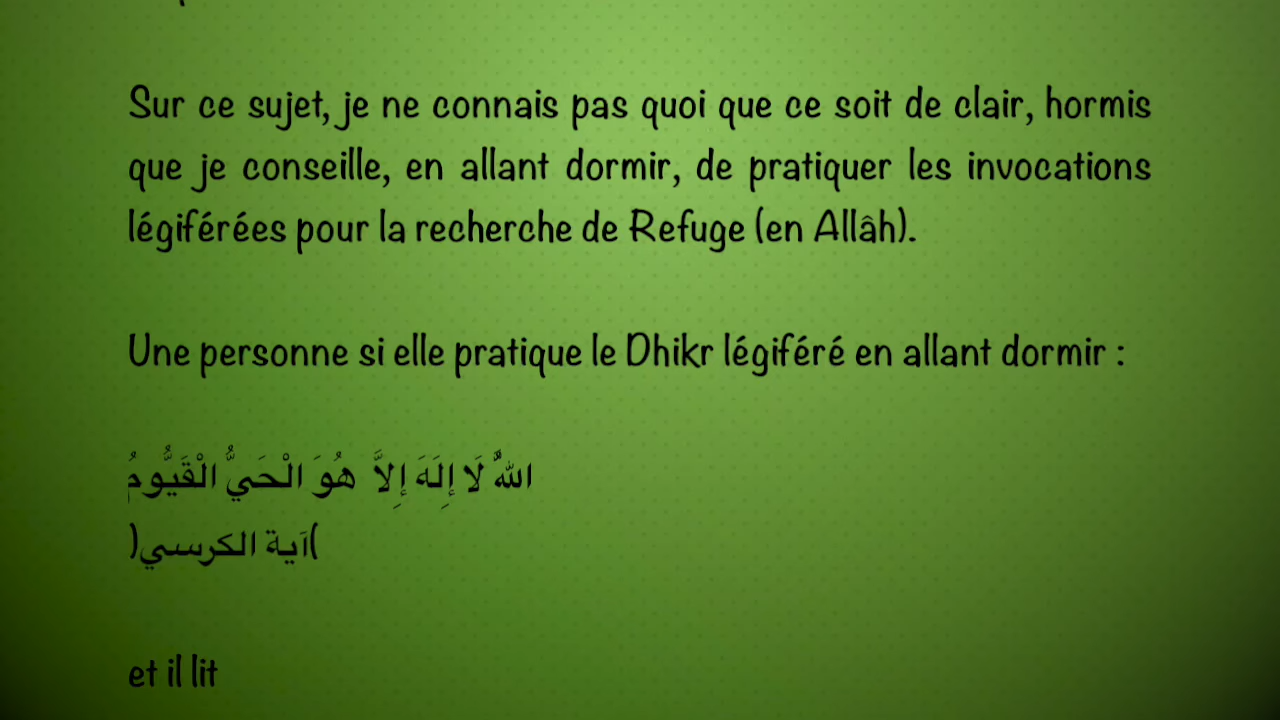 Sur ce sujet, je ne connais pas quoi que ce soit de clair, hormis
que je conseille, en allant dormir, de pratiquer les invocations
légiférées pour la recherche de Refuge (en Allâh).
Une personne si elle pratique le Dhikr légiféré en allant dormir :
اللهُ لَا إِلَهَ إِلاَّ هُوَ الْحَيُّ الْقَيُّومُ
)آية الكرسي(
et il lit